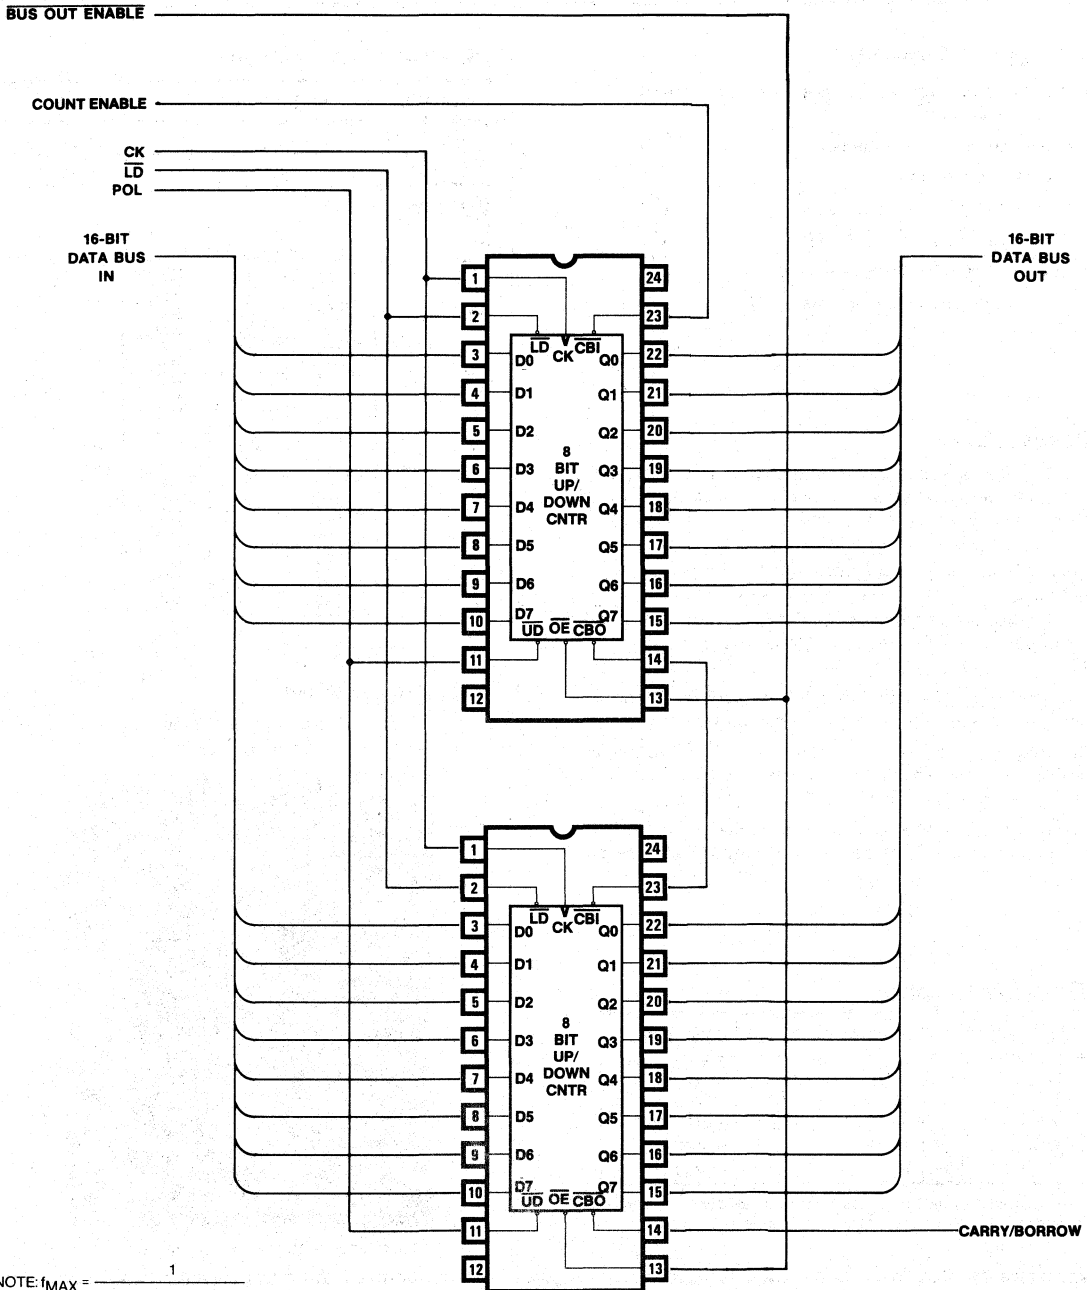 BUS OUT ENABLE
COUNT ENABLE
CK
LD
POL
16-BIT
DATA BUS
IN
16-BIT
DATA BUS
OUT
1 24
2 23
LD CK CBI
3 D0 Q0 22
4 D1 Q1 21
5 D2 Q2 20
6 D3 Q3 19
7 D4 Q4 18
8 D5 Q5 17
9 D6 Q6 16
10 D7 Q7 15
8
BIT
UP/
DOWN
CNTR
UD OE CBO
11 14
12 13
1 24
2 23
LD CK CBI
3 D0 Q0 22
4 D1 Q1 21
5 D2 Q2 20
6 D3 Q3 19
7 D4 Q4 18
8 D5 Q5 17
9 D6 Q6 16
10 D7 Q7 15
8
BIT
UP/
DOWN
CNTR
UD OE CBO
11 14
CARRY/BORROW
12 13
NOTE: fMAX = 1